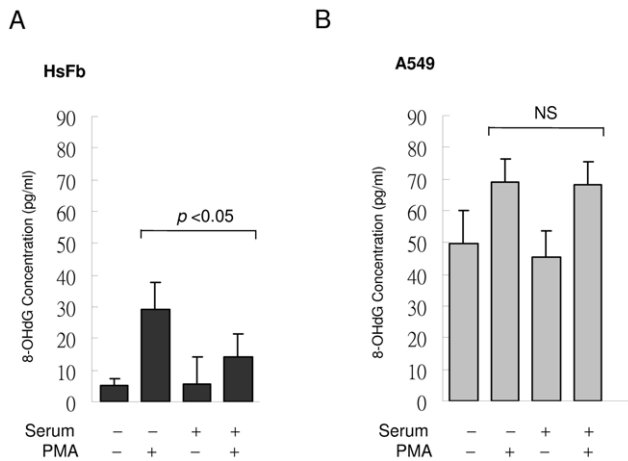 A
B
HsFb
A549
8-OHdG Concentration (pg/ml)
90
80
70
60
50
40
30
20
10
0
p <0.05
8-OHdG Concentration (pg/ml)
90
80
70
60
50
40
30
20
10
0
NS
Serum − − + +
PMA − + − +
Serum − − + +
PMA − + − +